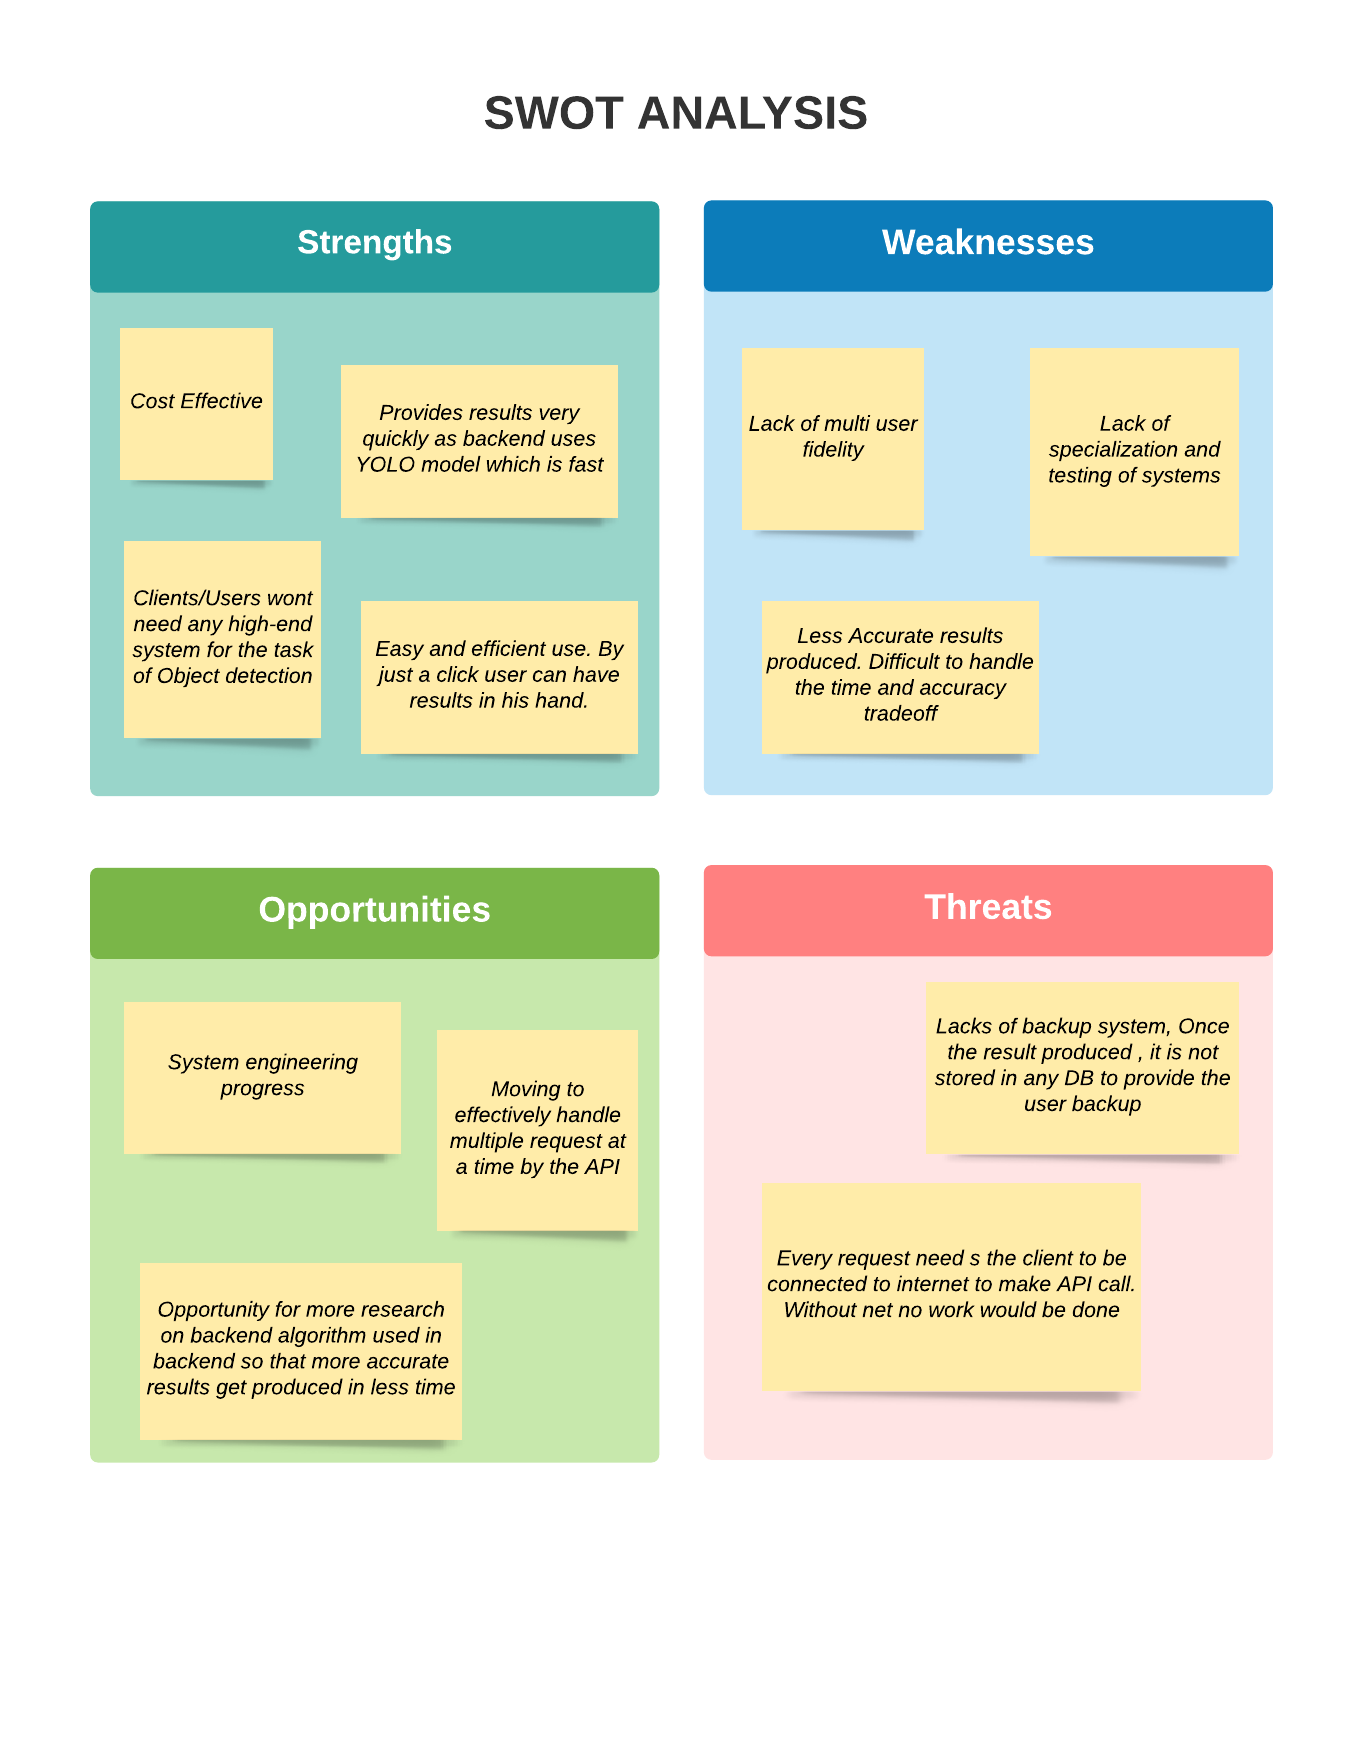 SWOT ANALYSIS
Strengths
Cost Effective
Provides results very
quickly as backend uses
YOLO model which is fast
Clients/Users wont
need any high-end
system for the task
of Object detection
Easy and efficient use. By
just a click user can have
results in his hand.
Weaknesses
Lack of multi user
fidelity
Lack of
specialization and
testing of systems
Less Accurate results
produced. Difficult to handle
the time and accuracy
tradeoff
Opportunities
System engineering
progress
Moving to
effectively handle
multiple request at
a time by the API
Opportunity for more research
on backend algorithm used in
backend so that more accurate
results get produced in less time
Threats
Lacks of backup system, Once
the result produced , it is not
stored in any DB to provide the
user backup
Every request need s the client to be
connected to internet to make API call.
Without net no work would be done